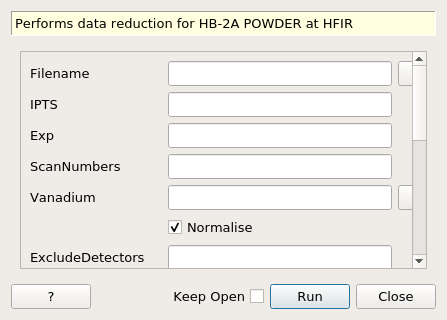 Performs data reduction for HB-2A POWDER at HFIR
Filename
IPTS
Exp
ScanNumbers
Vanadium
Normalise
ExcludeDetectors
?
Keep Open
Run
Close